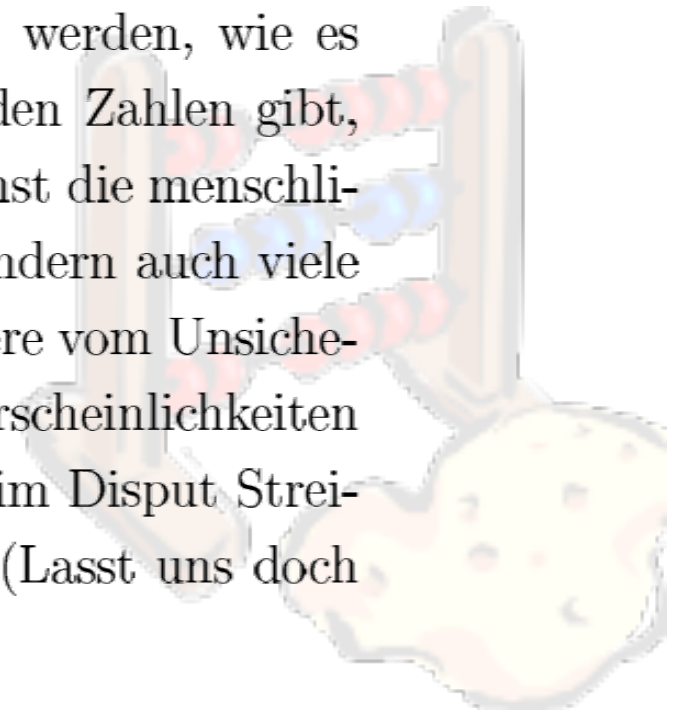 werden, wie es
den Zahlen gibt,
nst die menschli-
ndern auch viele
ere vom Unsiche-
rscheinlichkeiten
im Disput Strei-
(Lasst uns doch